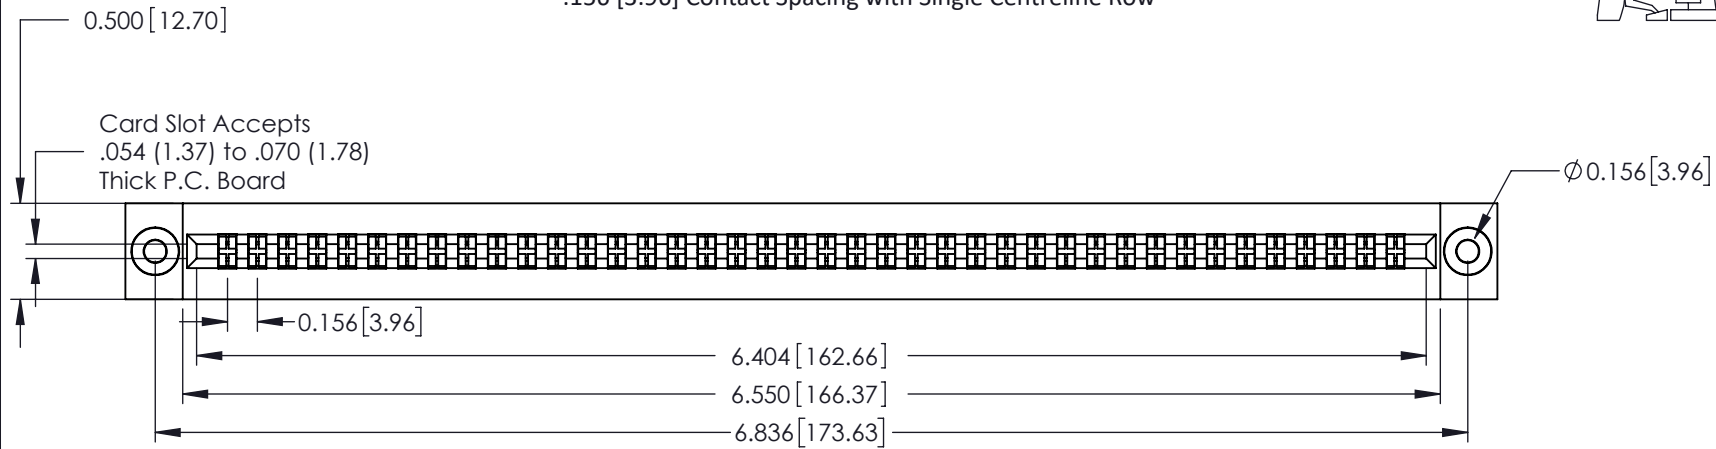 [3.96] Contact Spacing with Single Centreline Row
0.500 [12.70]
Card Slot Accepts
.054 (1.37) to .070 (1.78)
Thick P.C. Board
Ø0.156[3.96]
0.156[3.96]
6.404 [162.66]
6.550 [166.37]
6.836 [173.63]